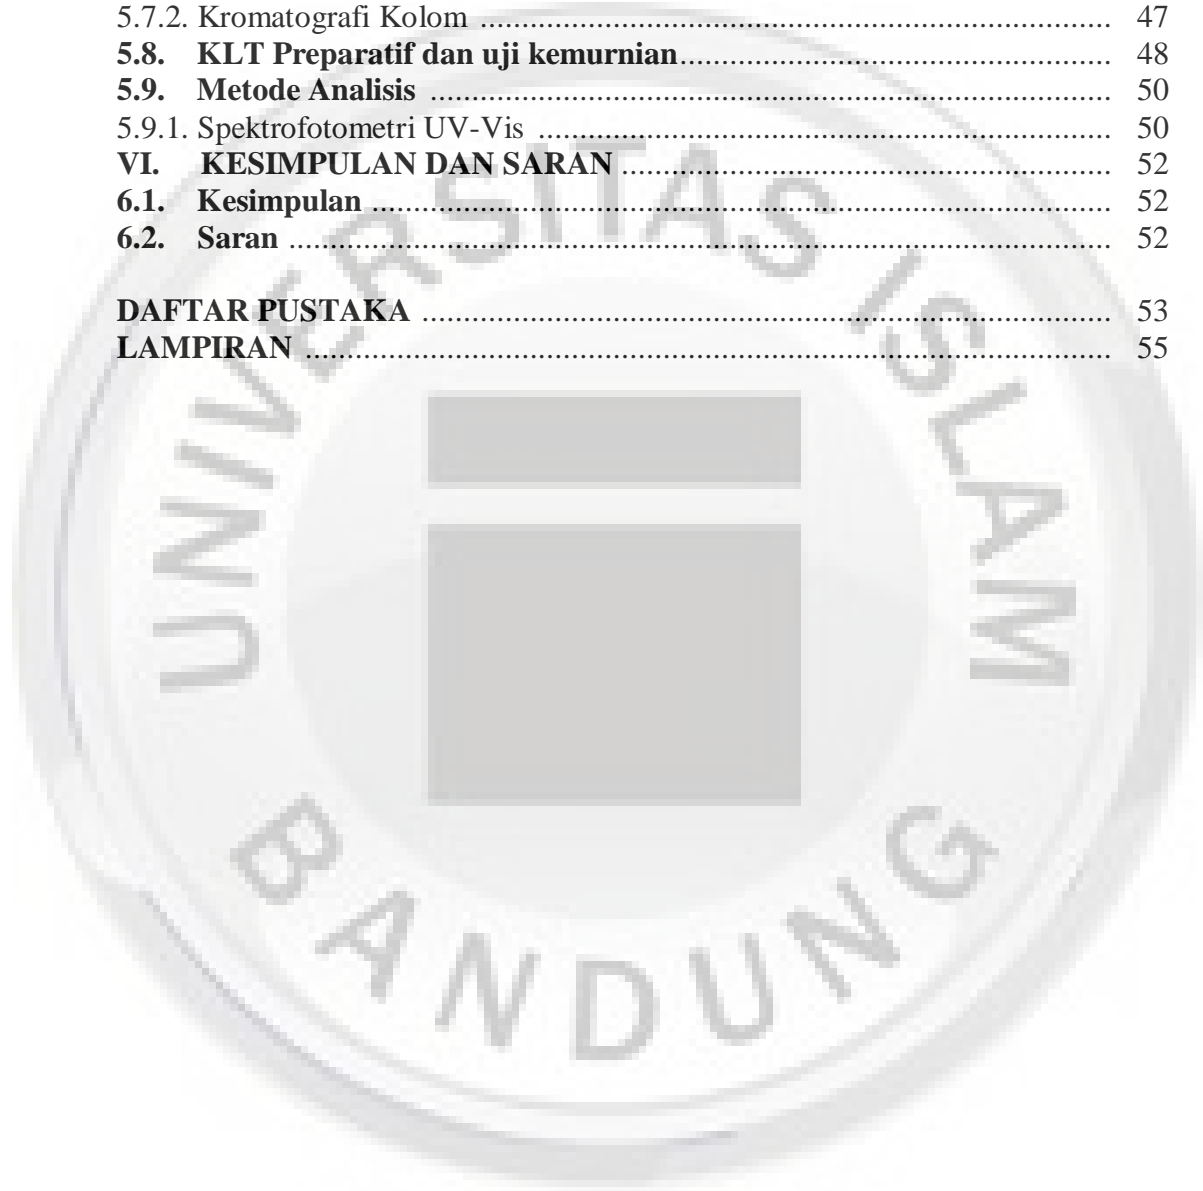 5.7.2. Kromatografi Kolom ........................................................................ 47
5.8. KLT Preparatif dan uji kemurnian ................................................ 48
5.9. Metode Analisis ............................................................................. 50
5.9.1. Spektrofotometri UV-Vis ................................................................ 50
VI. KESIMPULAN DAN SARAN ...................................................... 52
6.1. Kesimpulan .................................................................................... 52
6.2. Saran .............................................................................................. 52
DAFTAR PUSTAKA .............................................................................. 53
LAMPIRAN ............................................................................................ 55
UNIVERSITAS ISLAM
BANDUNG